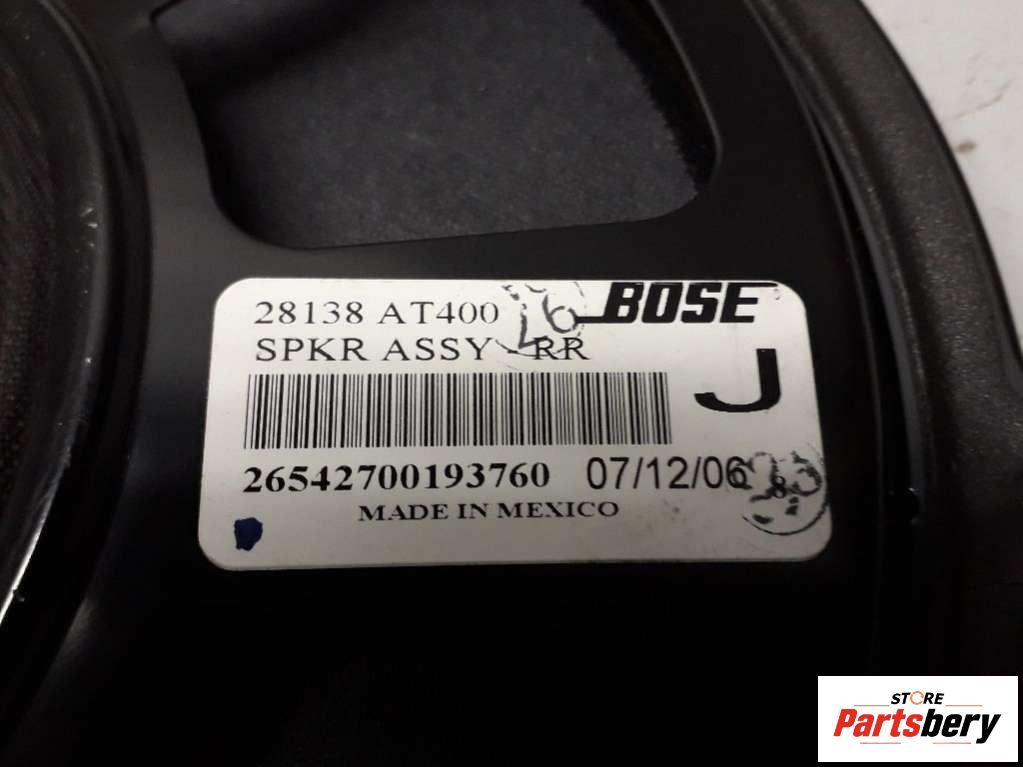 28138 AT400
BOSE
SPKR ASSY - RR
J
26542700193760 07/12/06
MADE IN MEXICO
STORE
Partsbery